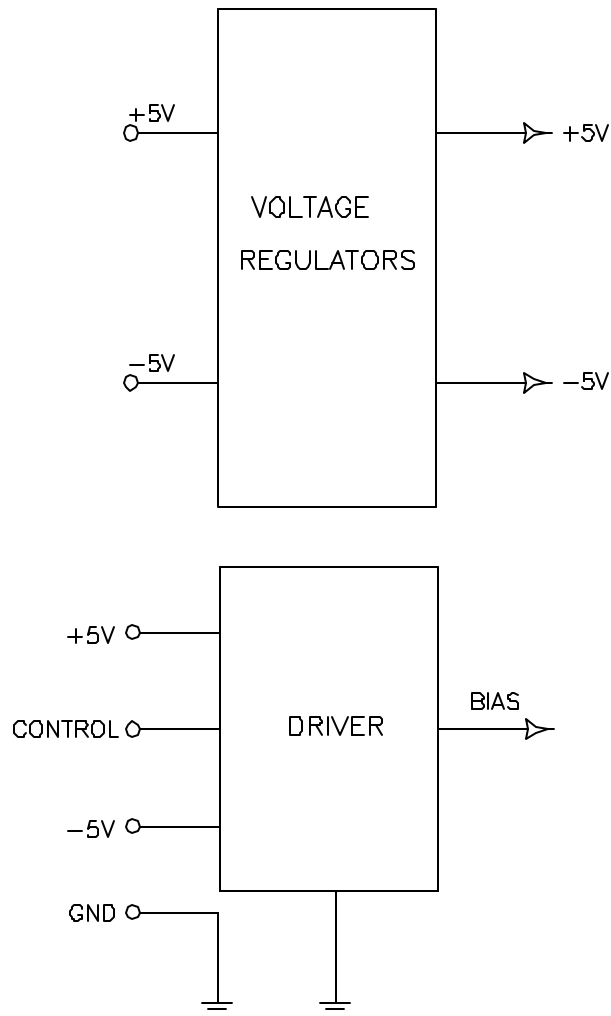 +5V
+5V
VOLTAGE
REGULATORS
-5V
-5V
+5V
BIAS
CONTROL
DRIVER
-5V
GND